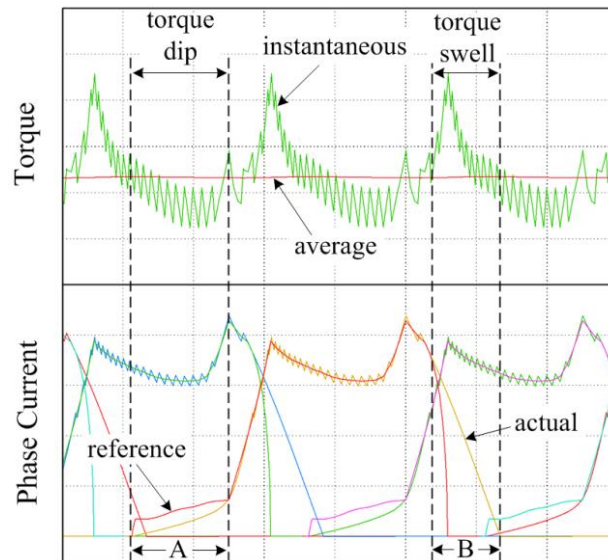 torque
dip
instantaneous
torque
swell
Torque
average
Phase Current
reference
actual
A
B